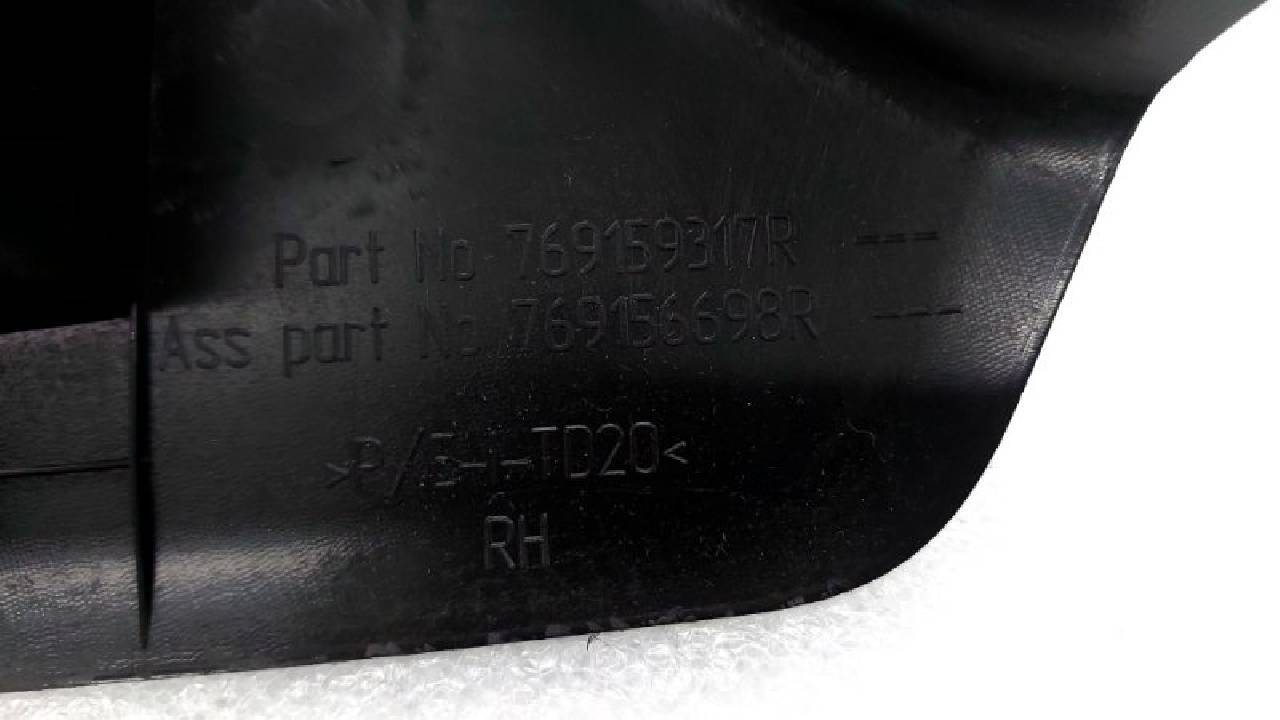 Part No 769159317R ---
Ass part No 769156698R ----
>P/E-I-TD20<
RH